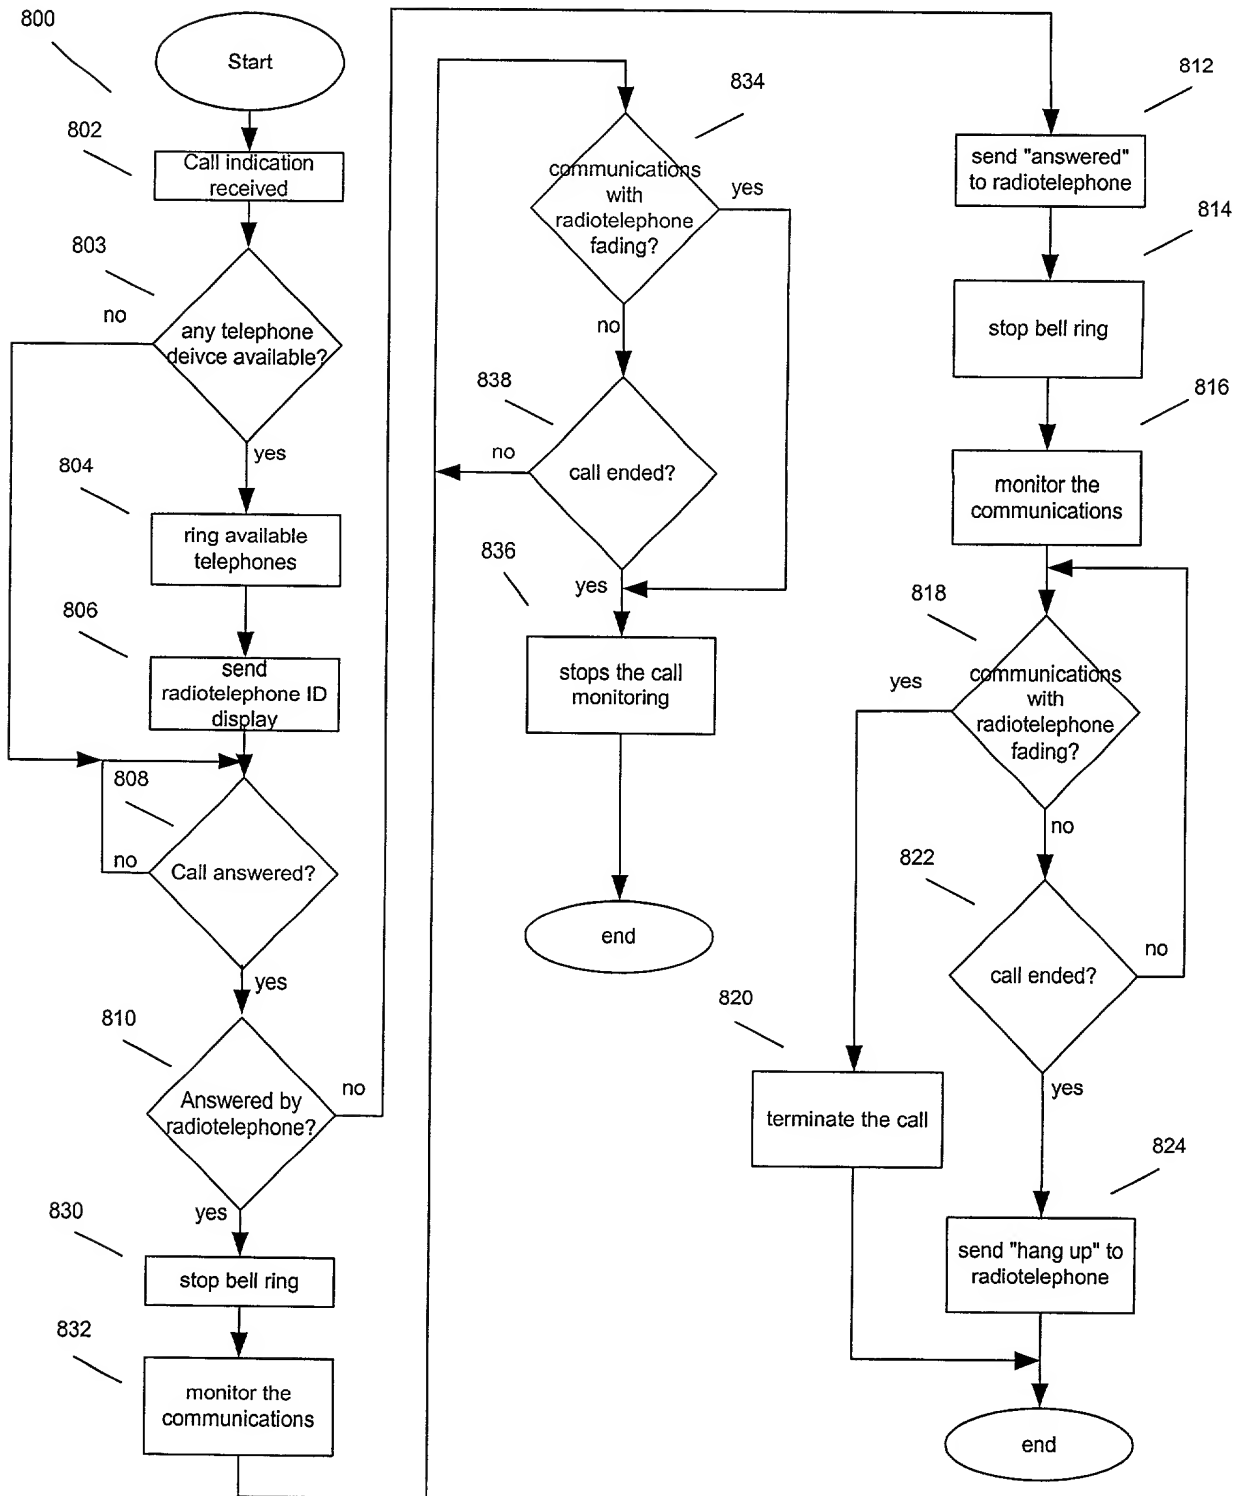 800
Start
802
Call indication
received
803
no
any telephone
deivce available?
yes
804
ring available
telephones
806
send
radiotelephone ID
display
808
no
Call answered?
yes
810
Answered by
radiotelephone?
no
yes
830
stop bell ring
832
monitor the
communications
834
communications
with
radiotelephone
fading?
yes
no
838
no
call ended?
836
yes
stops the call
monitoring
end
812
send "answered"
to radiotelephone
814
stop bell ring
816
monitor the
communications
818
yes
communications
with
radiotelephone
fading?
no
822
call ended?
no
820
yes
terminate the call
824
send "hang up" to
radiotelephone
end